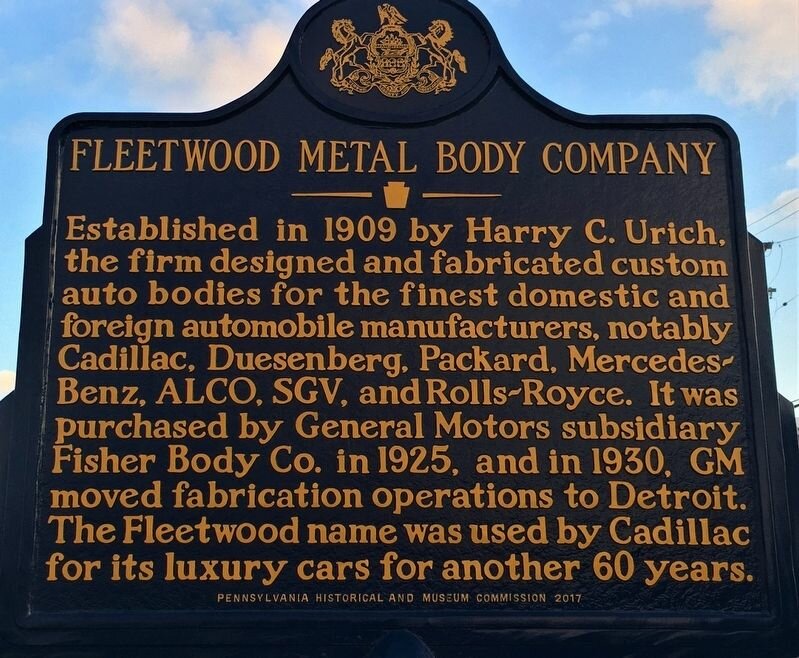 FLEETWOOD METAL BODY COMPANY
Established in 1909 by Harry C. Urich,
the firm designed and fabricated custom
auto bodies for the finest domestic and
foreign automobile manufacturers, notably
Cadillac, Duesenberg, Packard, Mercedes-
Benz, ALCO, SGV, and Rolls-Royce. It was
purchased by General Motors subsidiary
Fisher Body Co. in 1925, and in 1930, GM
moved fabrication operations to Detroit.
The Fleetwood name was used by Cadillac
for its luxury cars for another 60 years.
PENNSYLVANIA HISTORICAL AND MUSEUM COMMISSION 2017